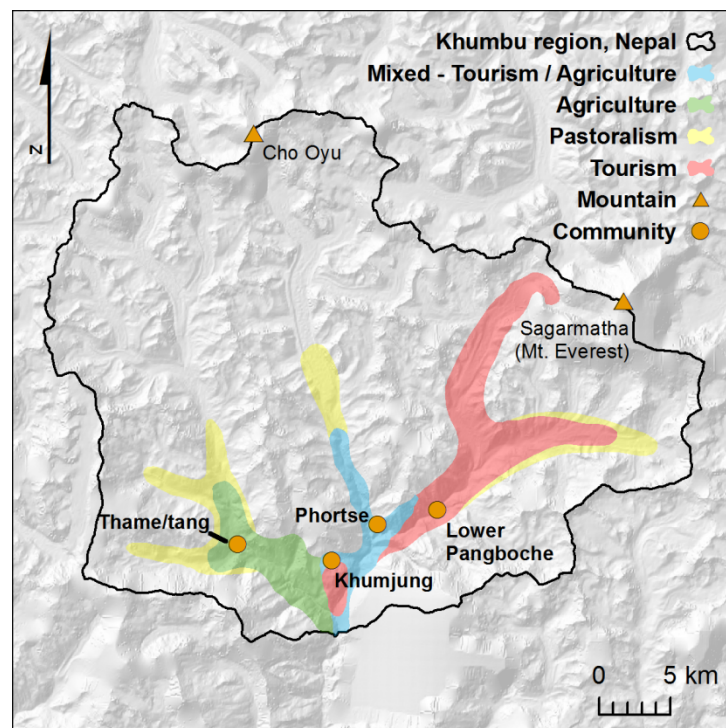 Khumbu region, Nepal
Mixed - Tourism / Agriculture
Agriculture
Pastoralism
Tourism
Mountain
Community
N
Cho Oyu
Sagarmatha
(Mt. Everest)
Thame/tang
Phortse
Lower
Pangboche
Khumjung
0 5 km